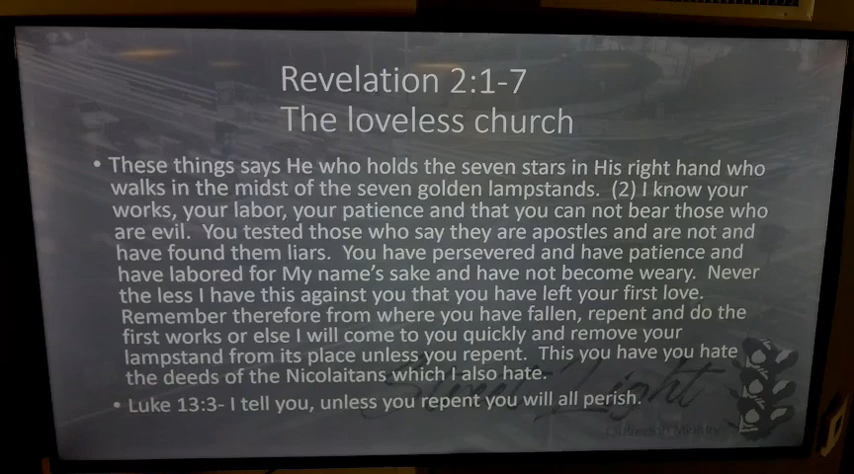 Revelation 2:1-7
The loveless church
• These things says He who holds the seven stars in His right hand who
walks in the midst of the seven golden lampstands. (2) I know your
works, your labor, your patience and that you can not bear those who
are evil. You tested those who say they are apostles and are not and
have found them liars. You have persevered and have patience and
have labored for My name's sake and have not become weary. Never
the less I have this against you that you have left your first love.
Remember therefore from where you have fallen, repent and do the
first works or else I will come to you quickly and remove your
lampstand from its place unless you repent. This you have you hate
the deeds of the Nicolaitans which I also hate.
Street Light
• Luke 13:3- I tell you, unless you repent you will all perish.
Outreach Ministry